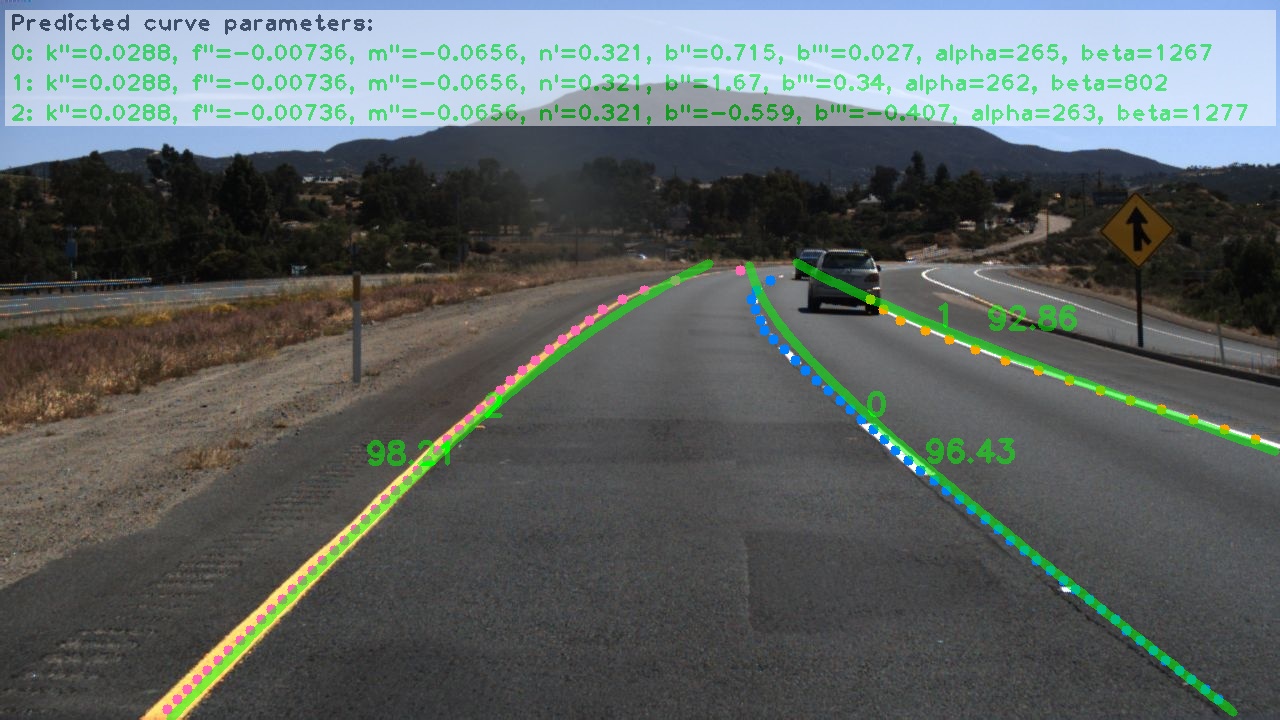 Predicted curve parameters:
0: k''=0.0288, f''=-0.00736, m''=-0.0656, n'=0.321, b''=0.715, b'''=0.027, alpha=265, beta=1267
1: k''=0.0288, f''=-0.00736, m''=-0.0656, n'=0.321, b''=1.67, b'''=0.34, alpha=262, beta=802
2: k''=0.0288, f''=-0.00736, m''=-0.0656, n'=0.321, b''=-0.559, b'''=-0.407, alpha=263, beta=1277
1 92.86
2 0
98.31 96.43